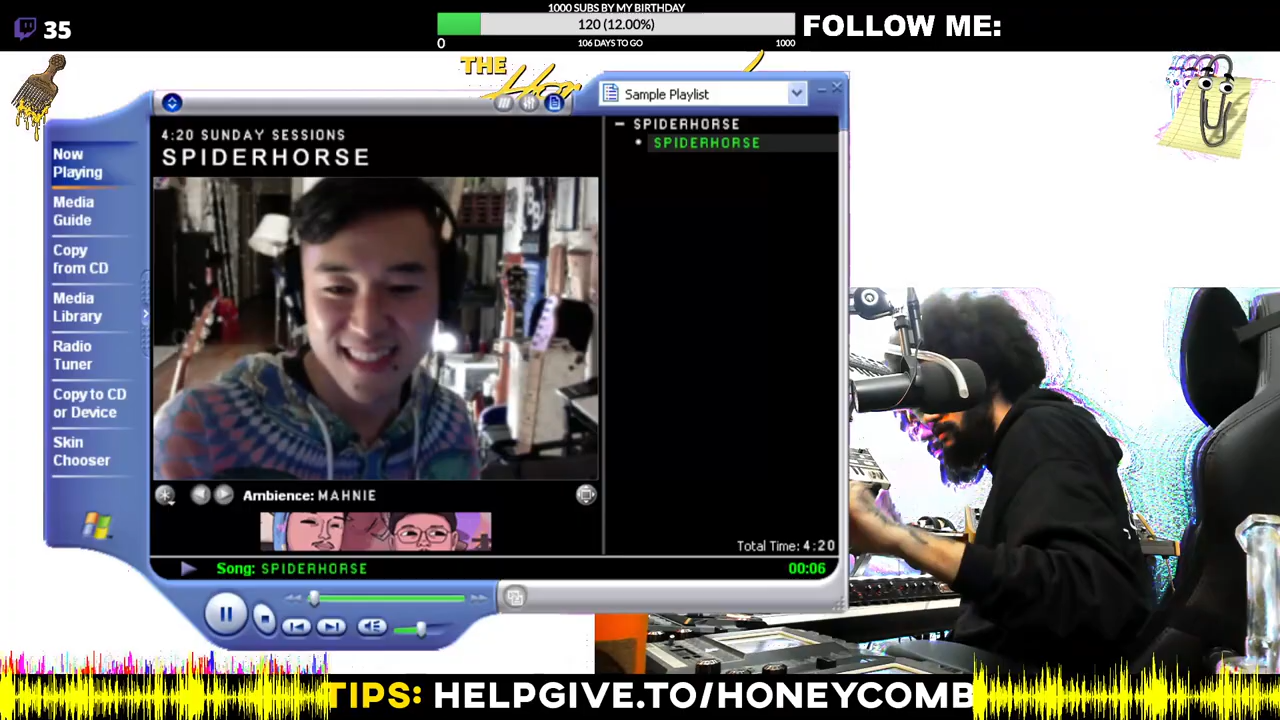 35
1000 SUBS BY MY BIRTHDAY
120 (12.00%)
0
106 DAYS TO GO
1000
FOLLOW ME:
THE
Sample Playlist
4:20 SUNDAY SESSIONS
SPIDERHORSE
SPIDERHORSE
SPIDERHORSE
Now
Playing
Media
Guide
Copy
from CD
Media
Library
Radio
Tuner
Copy to CD
or Device
Skin
Chooser
Ambience: MAHNIE
Total Time: 4:20
Song: SPIDERHORSE
00:06
TIPS: HELPGIVE.TO/HONEYCOMB